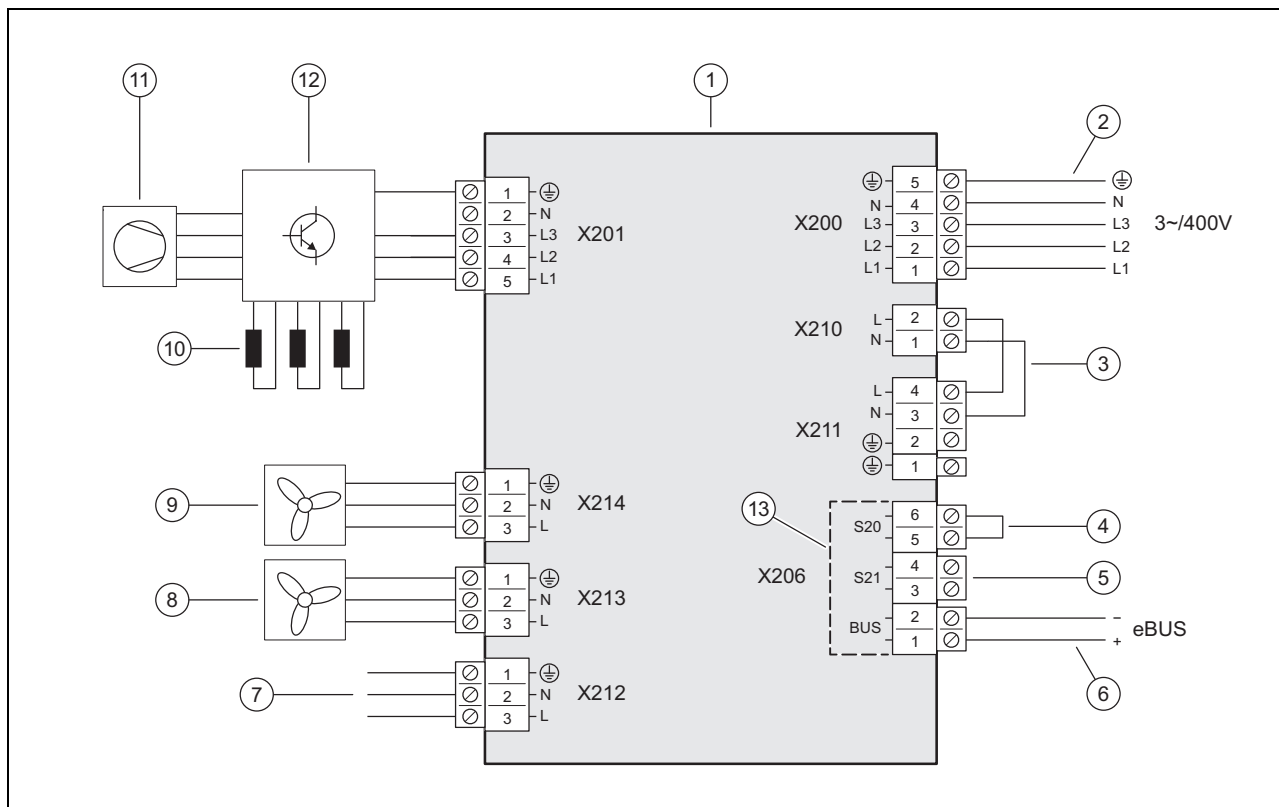 11
12
1
2
1
2 N
3 L3
4 L2
5 L1
X201
X200
5
N 4
L3 3
L2 2
L1 1
N
L3
L2
L1
3~/400V
X210
L 2
N 1
10
3
X211
L 4
N 3
2
1
9
1
2 N
3 L
X214
13
X206
S20
6
5
4
S21
4
3
5
BUS
2
1
−
+
eBUS
6
8
1
2 N
3 L
X213
7
1
2 N
3 L
X212